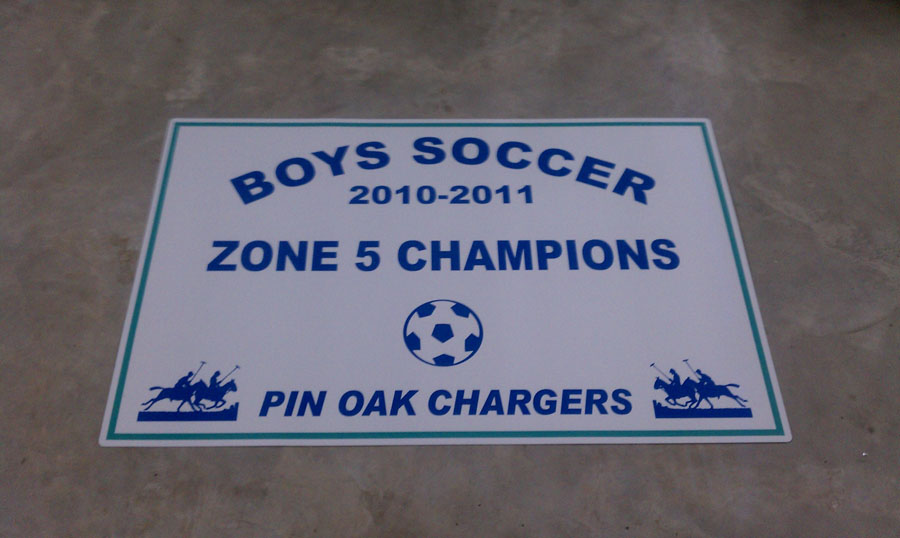 BOYS SOCCER
2010-2011
ZONE 5 CHAMPIONS
PIN OAK CHARGERS